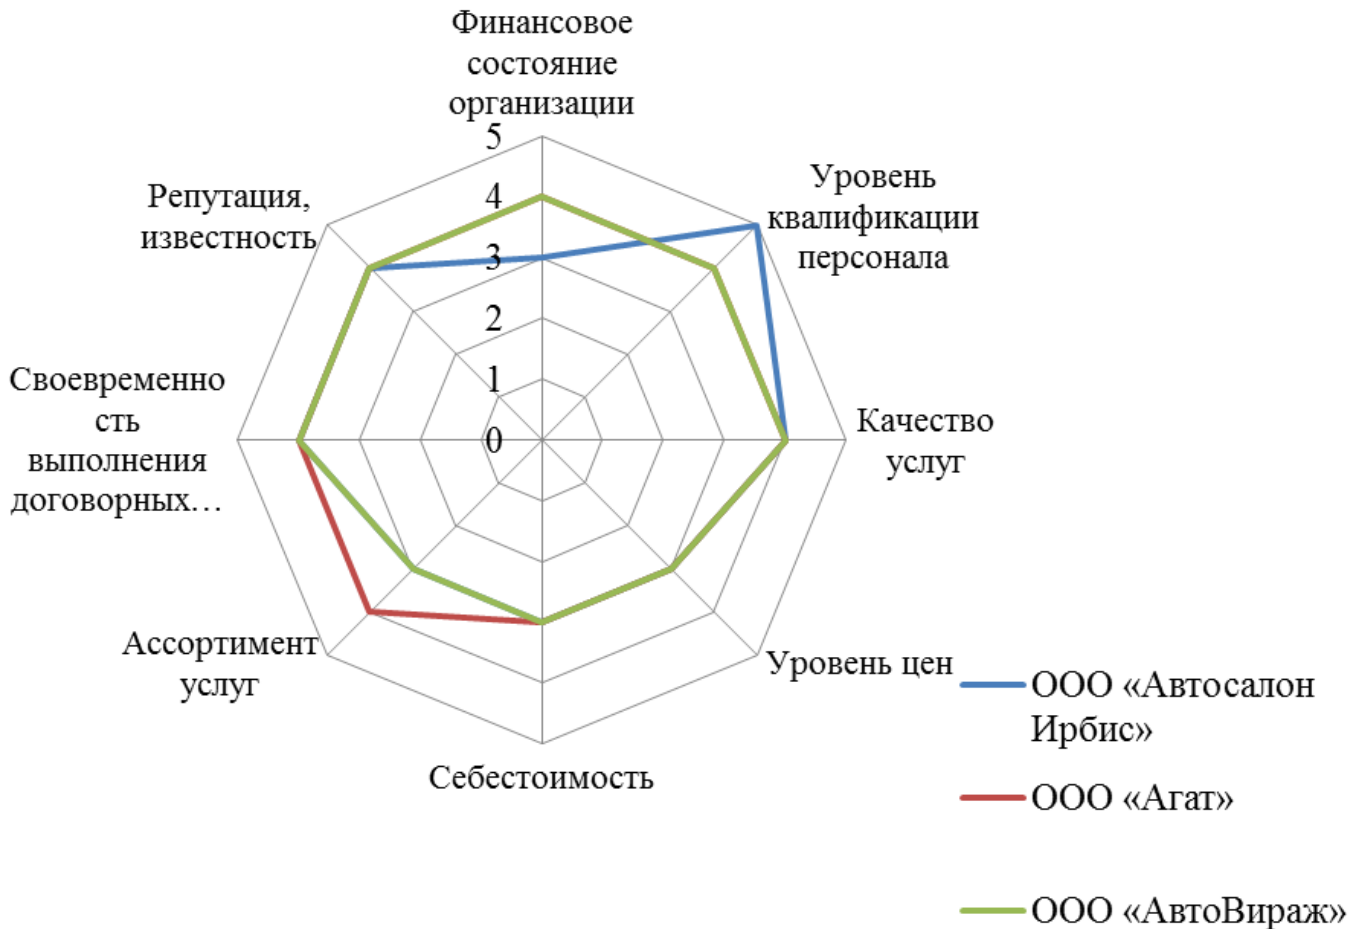 Финансовое
состояние
организации
5
4
3
2
1
0
Уровень
квалификации
персонала
Качество
услуг
Уровень цен
Себестоимость
Ассортимент
услуг
Своевременно
сть
выполнения
договорных…
Репутация,
известность
ООО «Автосалон
Ирбис»
ООО «Агат»
ООО «АвтоВираж»